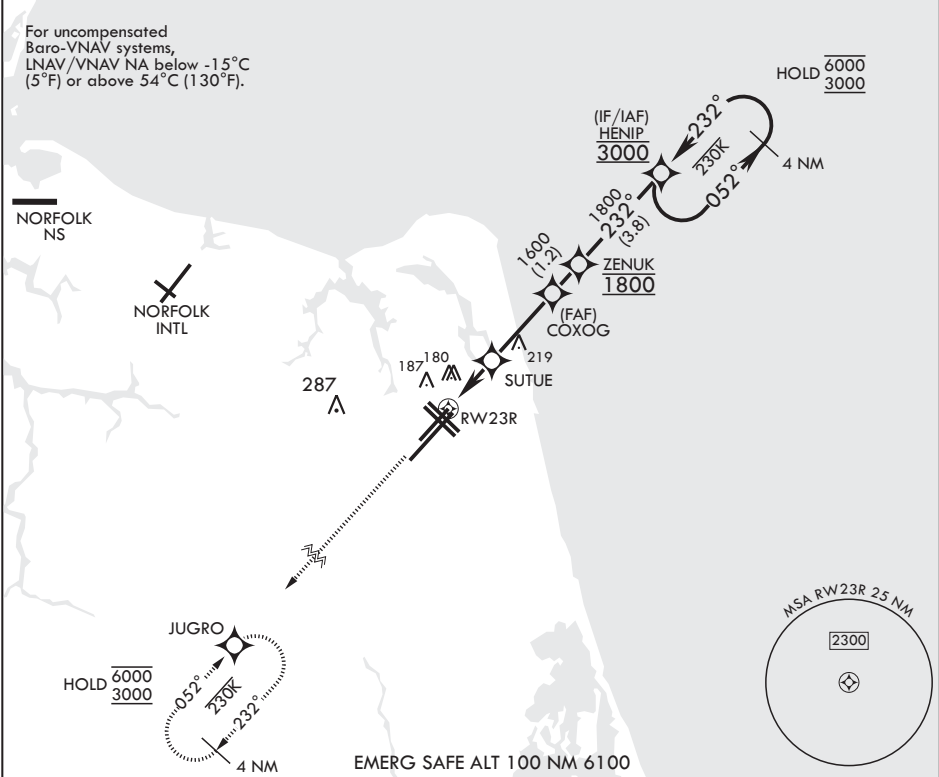 For uncompensated
Baro-VNAV systems,
LNAV/VNAV NA below -15°C
(5°F) or above 54°C (130°F).
HOLD 6000
3000
(IF/IAF)
HENIP
3000
232°
230K
052°
4 NM
1800
232°
(3.8)
1600
(1.2)
ZENUK
1800
(FAF)
COXOG
NORFOLK
NS
NORFOLK
INTL
219
SUTUE
187
180
287
RW23R
JUGRO
HOLD 6000
3000
052°
230K
232°
4 NM
MSA RW23R 25 NM
2300
EMERG SAFE ALT 100 NM 6100